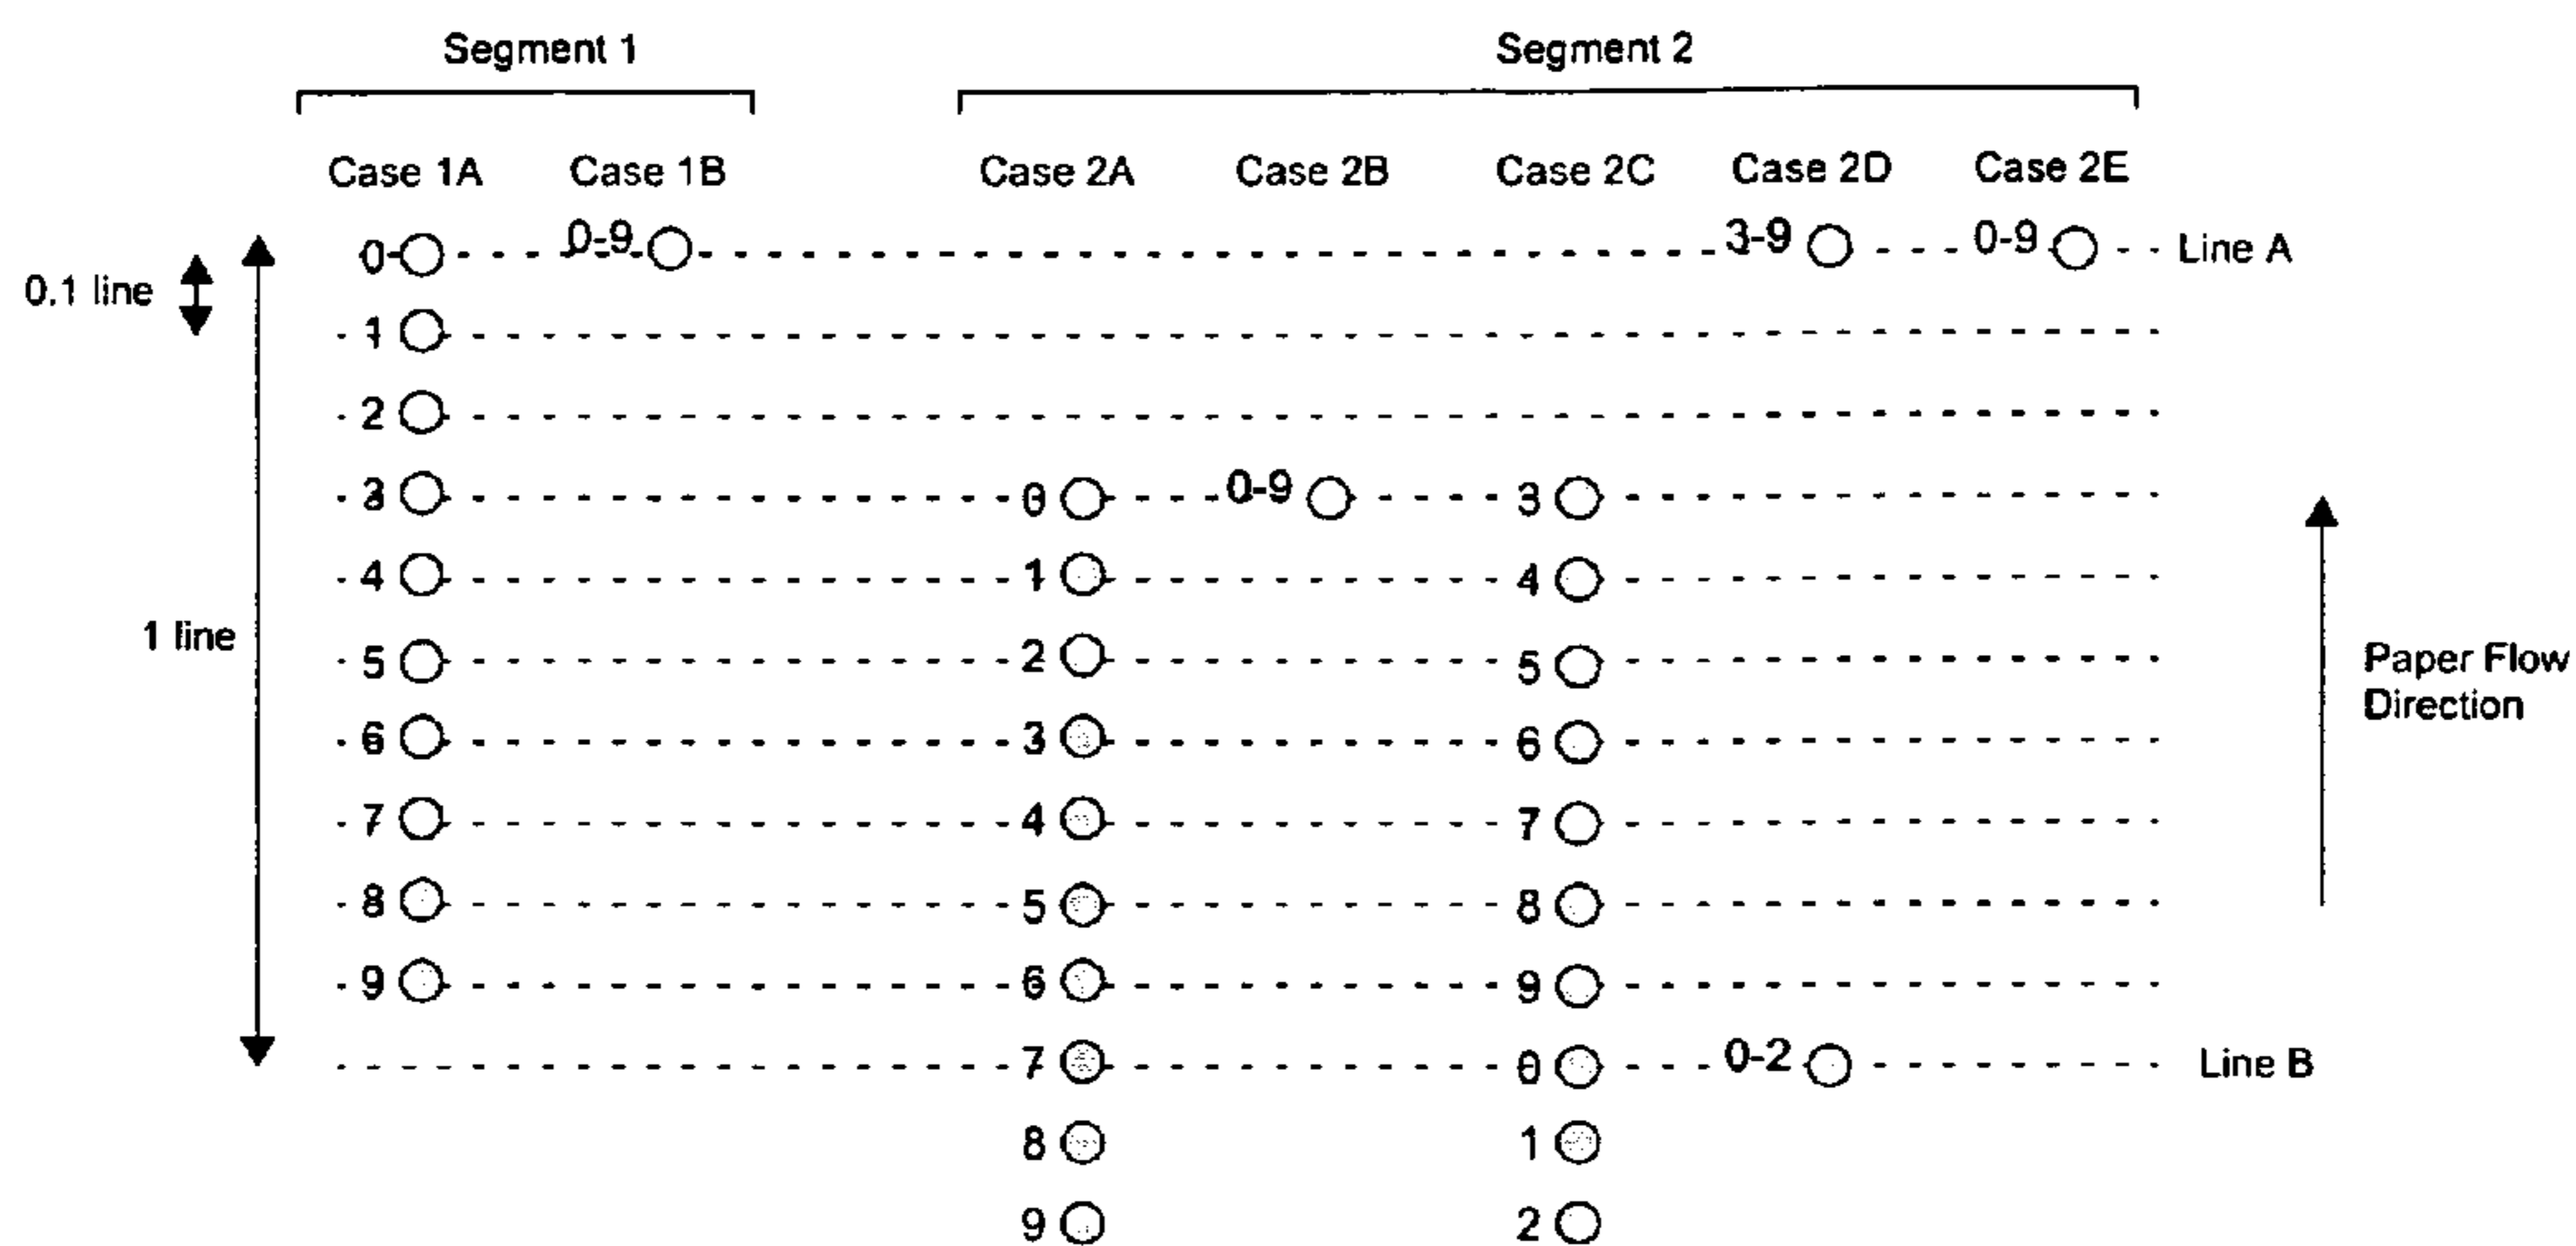 Segment 1 Segment 2
Case 1A Case 1B Case 2A Case 2B Case 2C Case 2D Case 2E
0 0-9 3-9 0-9 Line A
0.1 line
1
2
3 0 0-9 3
4 1 4
1 line
5 2 5
Paper Flow
Direction
6 3 6
7 4 7
8 5 8
9 6 9
7 0 0-2 Line B
8 1
9 2